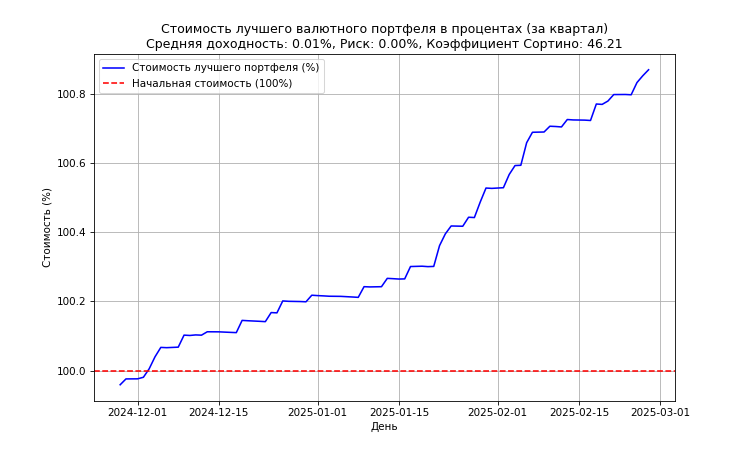 Стоимость лучшего валютного портфеля в процентах (за квартал)
Средняя доходность: 0.01%, Риск: 0.00%, Коэффициент Сортино: 46.21
Стоимость лучшего портфеля (%)
Начальная стоимость (100%)
Стоимость (%)
100.8
100.6
100.4
100.2
100.0
2024-12-01
2024-12-15
2025-01-01
2025-01-15
2025-02-01
2025-02-15
2025-03-01
День